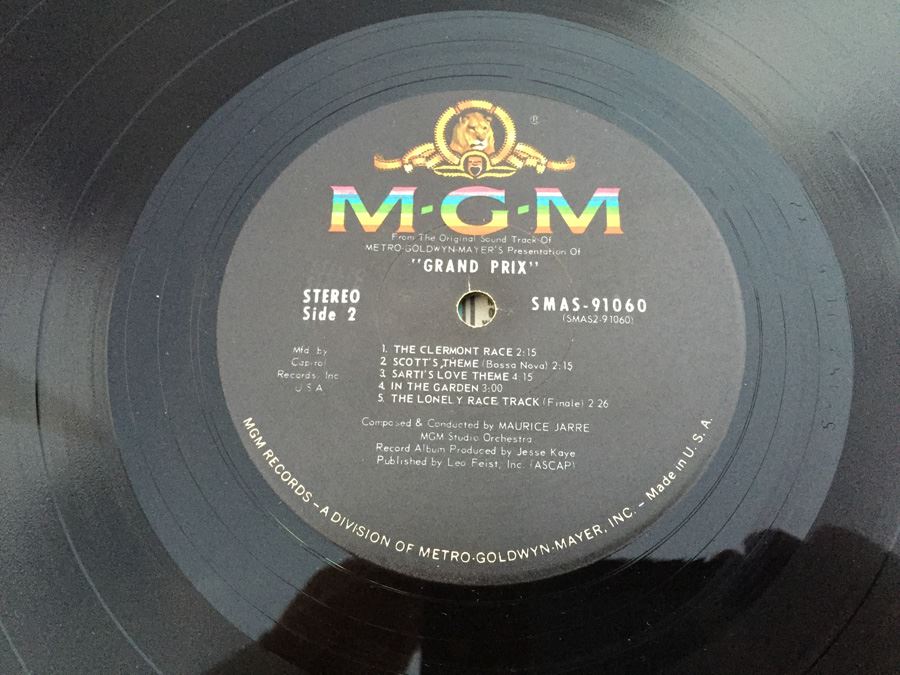 ®
M·G·M
From The Original Sound Track Of
METRO-GOLDWYN-MAYER'S Presentation Of
"GRAND PRIX"
STEREO
Side 2
SMAS-91060
(SMAS2-91060)
Mfd. by
Capitol
Records, Inc.
U.S.A.
1. THE CLERMONT RACE 2:15
2. SCOTT'S THEME (Bossa Nova) 2:15
3. SARTI'S LOVE THEME 4:15
4. IN THE GARDEN 3:00
5. THE LONELY RACE TRACK (Finale) 2:26
Composed & Conducted by MAURICE JARRE
MGM Studio Orchestra
Record Album Produced by Jesse Kaye
Published by Leo Feist, Inc. (ASCAP)
MGM RECORDS – A DIVISION OF METRO-GOLDWYN-MAYER, INC. – Made in U.S.A.